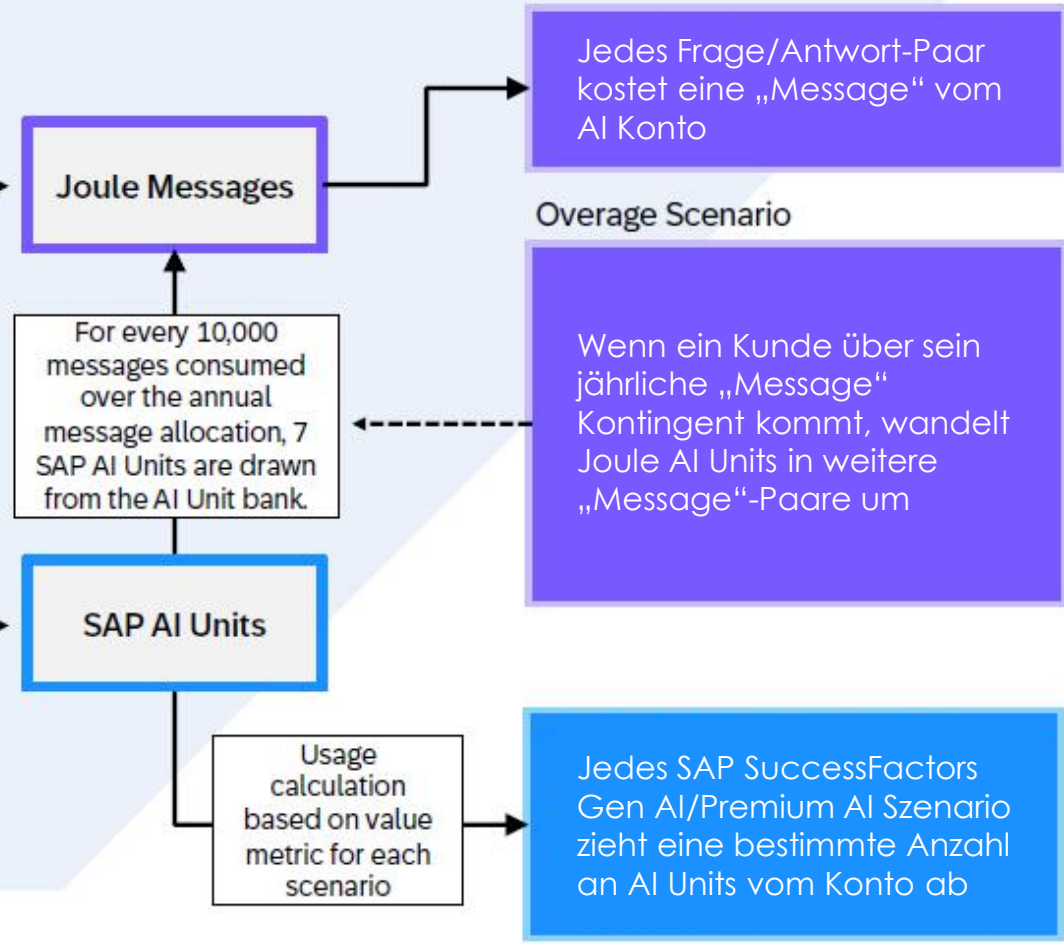 Jedes Frage/Antwort-Paar
kostet eine „Message“ vom
AI Konto
Joule Messages
Overage Scenario
For every 10,000
messages consumed
over the annual
message allocation, 7
SAP AI Units are drawn
from the AI Unit bank.
Wenn ein Kunde über sein
jährliche „Message“
Kontingent kommt, wandelt
Joule AI Units in weitere
„Message“-Paare um
SAP AI Units
Usage
calculation
based on value
metric for each
scenario
Jedes SAP SuccessFactors
Gen AI/Premium AI Szenario
zieht eine bestimmte Anzahl
an AI Units vom Konto ab